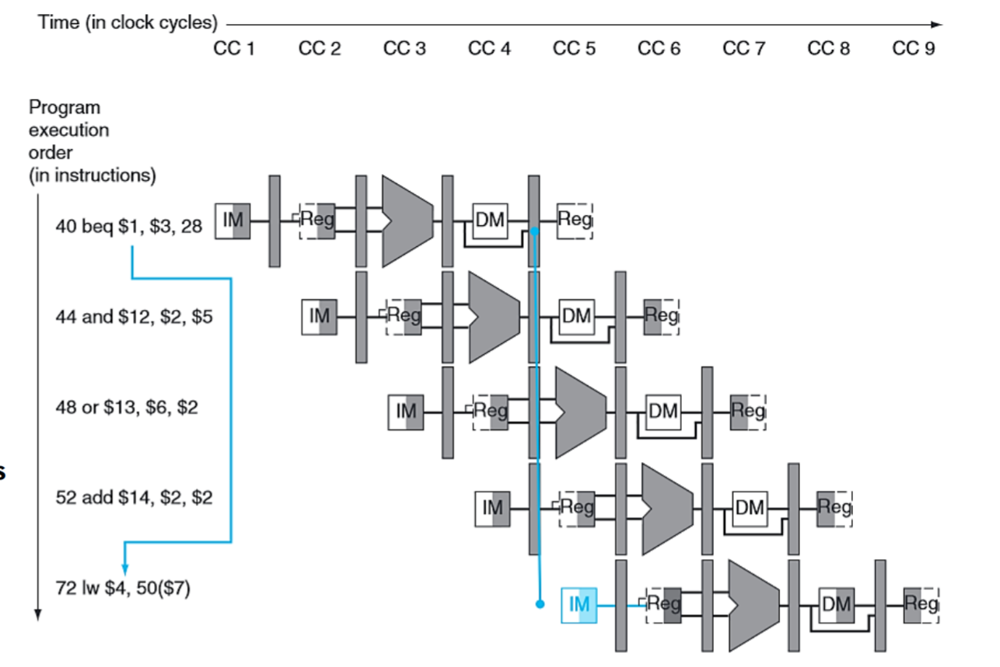 Time (in clock cycles)
CC 1 CC 2 CC 3 CC 4 CC 5 CC 6 CC 7 CC 8 CC 9
Program
execution
order
(in instructions)
40 beq $1, $3, 28 IM Reg DM Reg
44 and $12, $2, $5 IM Reg DM Reg
48 or $13, $6, $2 IM Reg DM Reg
s
52 add $14, $2, $2 IM Reg DM Reg
72 lw $4, 50($7) IM Reg DM Reg